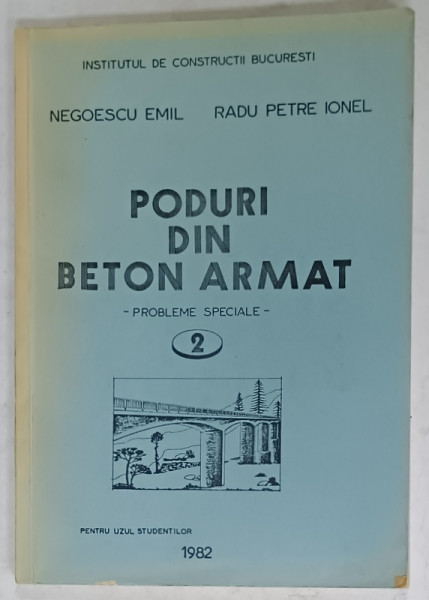 INSTITUTUL DE CONSTRUCTII BUCURESTI
NEGOESCU EMIL RADU PETRE IONEL
PODURI
DIN
BETON ARMAT
- PROBLEME SPECIALE -
2
PENTRU UZUL STUDENTILOR
1982